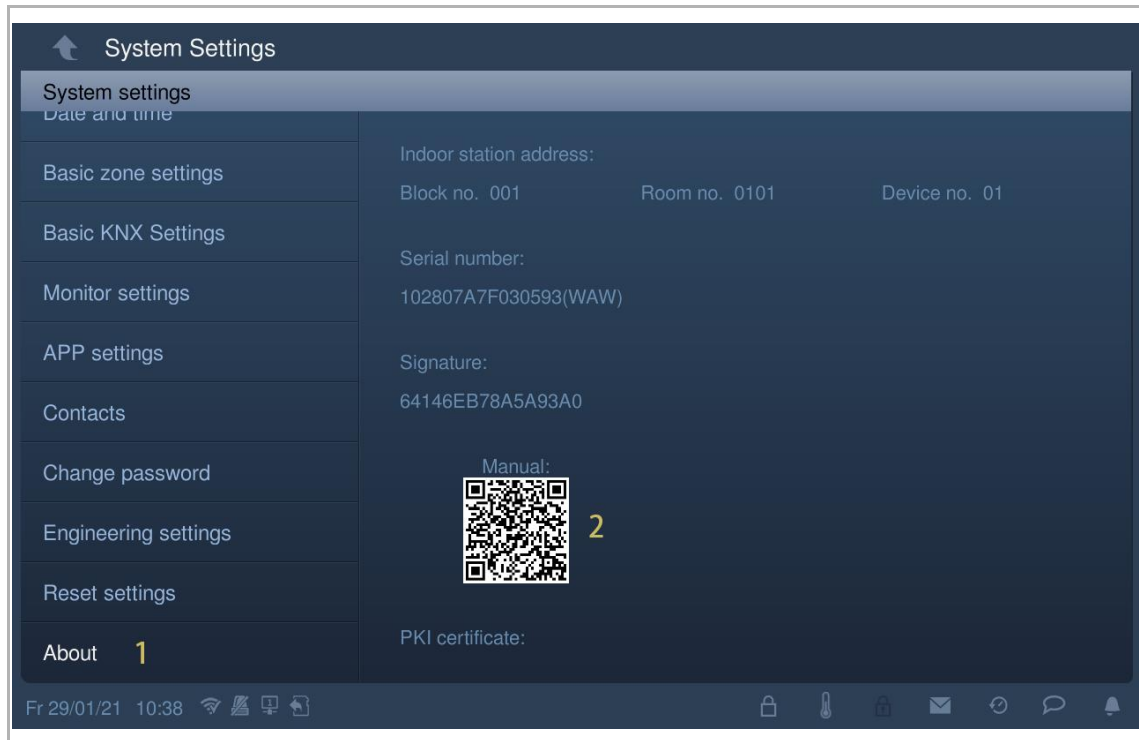 System Settings
System settings
Date and time
Basic zone settings
Basic KNX Settings
Monitor settings
APP settings
Contacts
Change password
Engineering settings
Reset settings
About 1
Indoor station address:
Block no. 001 Room no. 0101 Device no. 01
Serial number:
102807A7F030593(WAW)
Signature:
64146EB78A5A93A0
Manual:
2
PKI certificate:
Fr 29/01/21 10:38